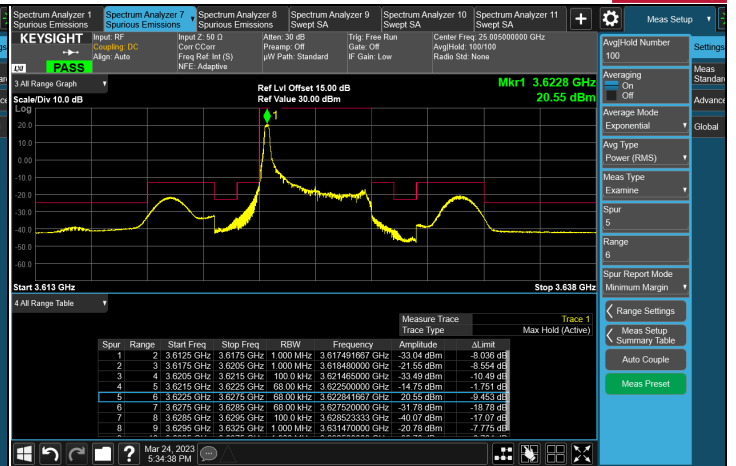 Spectrum Analyzer 1 Spectrum Analyzer 7 Spectrum Analyzer 8 Spectrum Analyzer 9 Spectrum Analyzer 10 Spectrum Analyzer 11
Spurious Emissions Spurious Emissions Spurious Emissions Swept SA Swept SA Swept SA
Meas Setup
KEYSIGHT Input: RF Input Z: 50 Ω Atten: 30 dB Trig: Free Run Center Freq: 25.005000000 GHz
Coupling: DC Corr CCorr Preamp: Off Gate: Off Avg|Hold: 100/100
Align: Auto Freq Ref: Int (S) µW Path: Standard IF Gain: Low Radio Std: None
LXI PASS NFE: Adaptive
3 All Range Graph
Ref Lvl Offset 15.00 dB
Mkr1 3.6228 GHz
Scale/Div 10.0 dB Ref Value 30.00 dBm 20.55 dBm
Log
1
20.0
10.0
0.00
-10.0
-20.0
-30.0
-40.0
-50.0
-60.0
Start 3.613 GHz Stop 3.638 GHz
4 All Range Table
Measure Trace Trace 1
Trace Type Max Hold (Active)
Spur Range Start Freq Stop Freq RBW Frequency Amplitude ΔLimit
1 2 3.6125 GHz 3.6175 GHz 1.000 MHz 3.617491667 GHz -33.04 dBm -8.036 dB
2 3 3.6175 GHz 3.6205 GHz 1.000 MHz 3.618480000 GHz -21.55 dBm -8.554 dB
3 4 3.6205 GHz 3.6215 GHz 100.0 kHz 3.621465000 GHz -33.49 dBm -10.49 dB
4 5 3.6215 GHz 3.6225 GHz 68.00 kHz 3.622500000 GHz -14.75 dBm -1.751 dB
5 6 3.6225 GHz 3.6275 GHz 68.00 kHz 3.622841667 GHz 20.55 dBm -9.453 dB
6 7 3.6275 GHz 3.6285 GHz 68.00 kHz 3.627520000 GHz -31.78 dBm -18.78 dB
7 8 3.6285 GHz 3.6295 GHz 100.0 kHz 3.628523333 GHz -40.07 dBm -17.07 dB
8 9 3.6295 GHz 3.6325 GHz 1.000 MHz 3.631470000 GHz -20.78 dBm -7.775 dB
? Mar 24, 2023
5:34:38 PM
Avg|Hold Number
100
Averaging
On
Off
Average Mode
Exponential
Avg Type
Power (RMS)
Meas Type
Examine
Spur
5
Range
6
Spur Report Mode
Minimum Margin
Range Settings
Meas Setup
Summary Table
Auto Couple
Meas Preset
Settings
Meas
Standard
Advance
Global